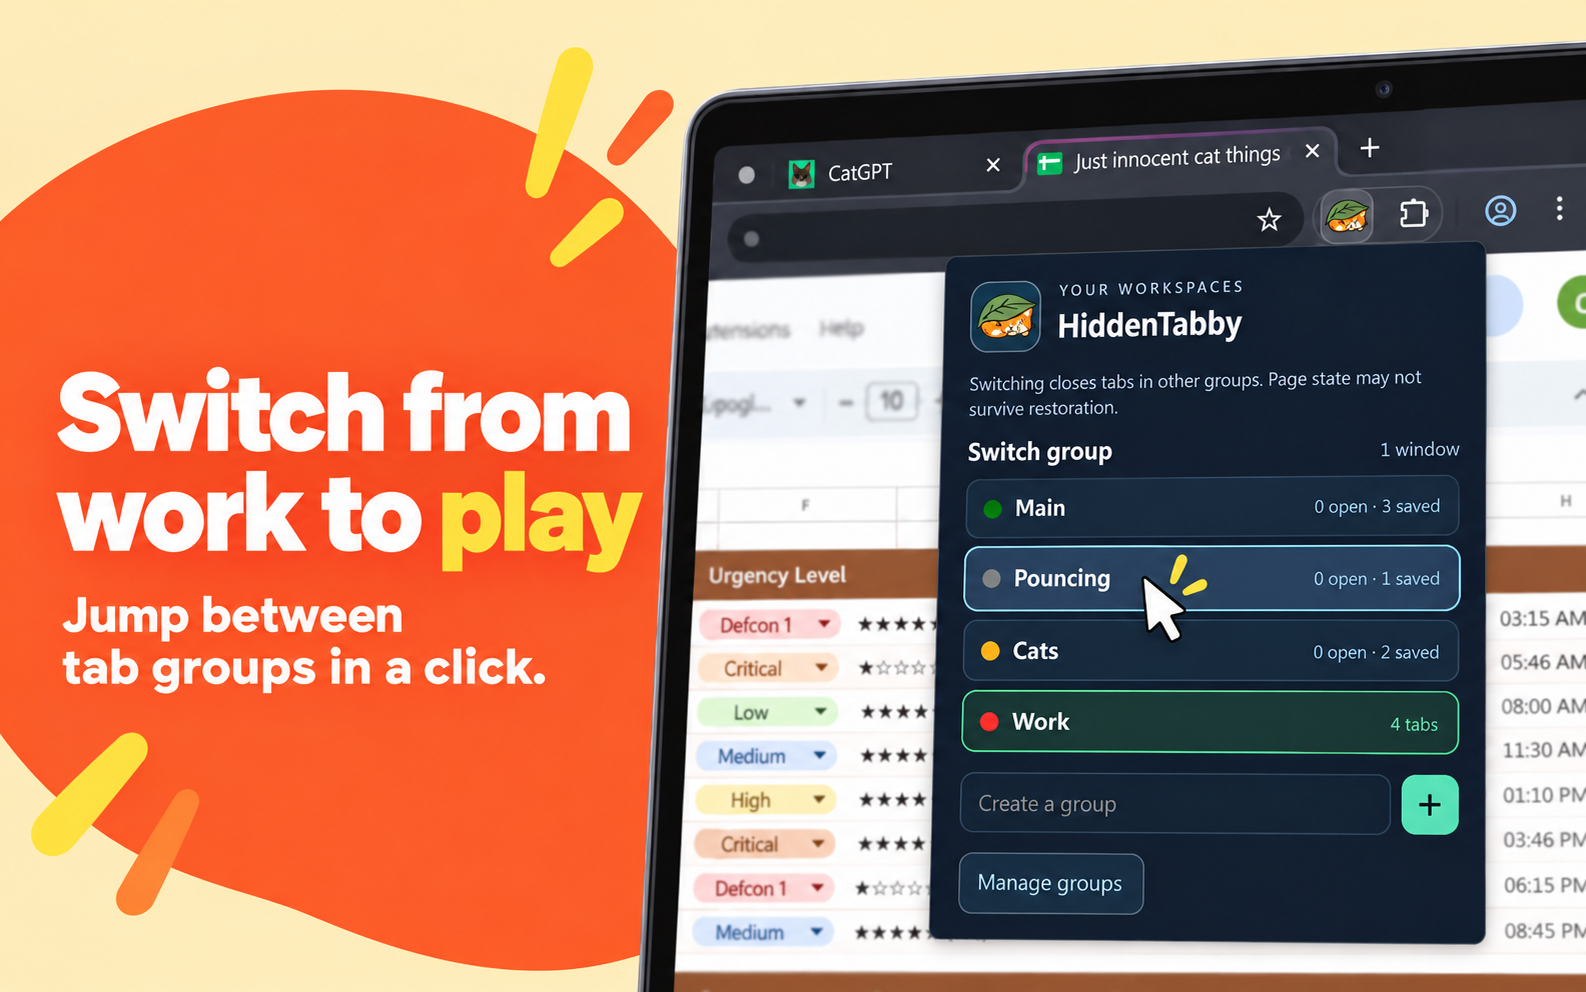 Switch from
work to play
Jump between
tab groups in a click.
CatGPT
Just innocent cat things
Help
10
F
H
Urgency Level
Defcon 1 ★★★★★ 03:15 AM
Critical ★☆☆☆☆ 05:46 AM
Low ★★★★ 08:00 AM
Medium ★★★★ 11:30 AM
High ★★★★ 01:10 PM
Critical ★★★★ 03:46 PM
Defcon 1 ★☆☆☆☆ 06:15 PM
Medium ★★★★ 08:45 PM
YOUR WORKSPACES
HiddenTabby
Switching closes tabs in other groups. Page state may not
survive restoration.
Switch group 1 window
Main 0 open · 3 saved
Pouncing 0 open · 1 saved
Cats 0 open · 2 saved
Work 4 tabs
Create a group +
Manage groups